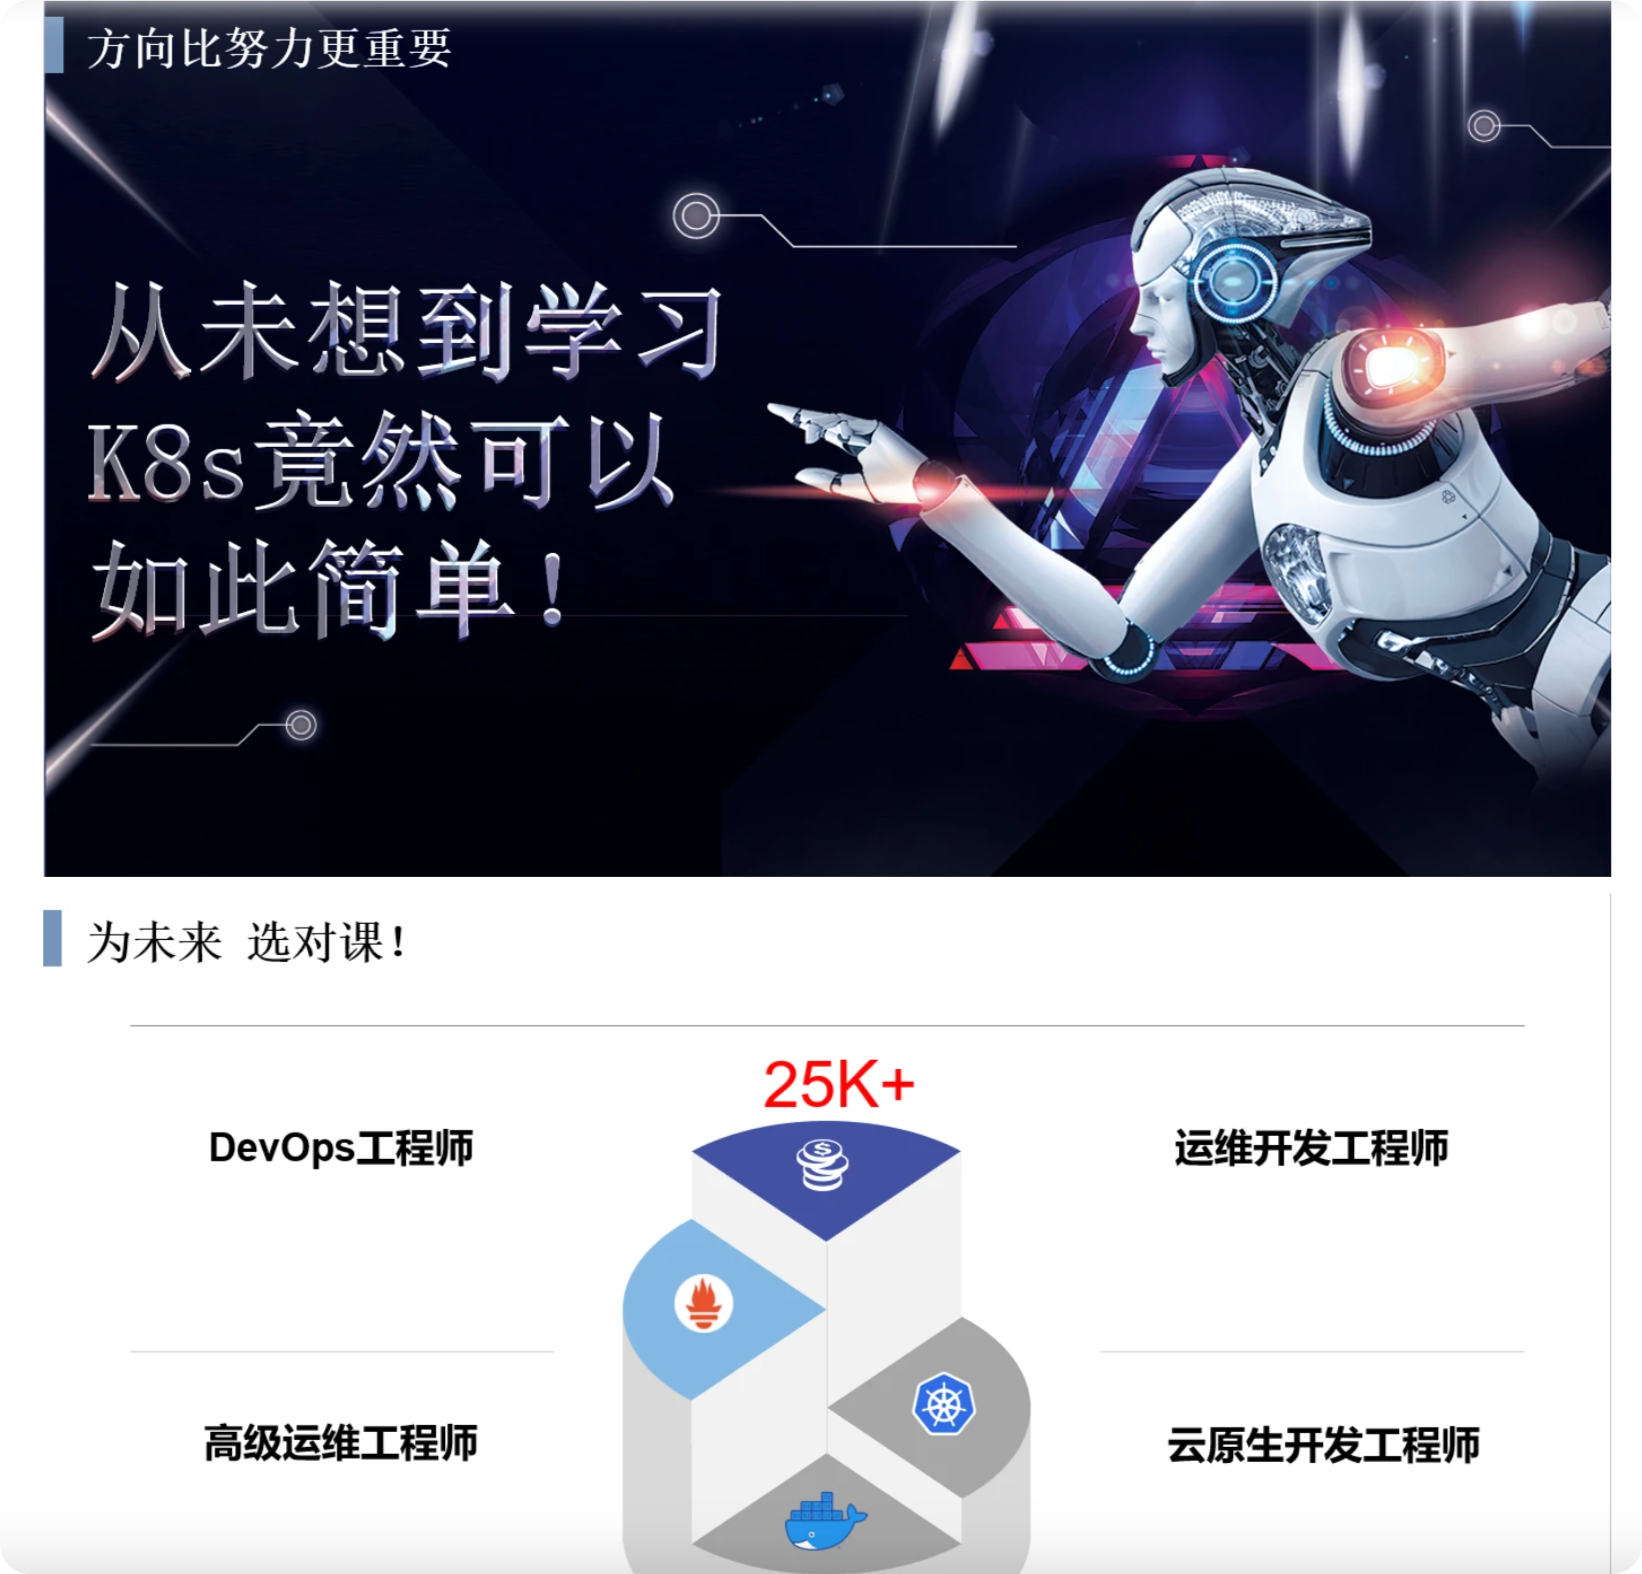 方向比努力更重要
从未想到学习
K8s竟然可以
如此简单！
为未来 选对课！
25K+
DevOps工程师
运维开发工程师
高级运维工程师
云原生开发工程师